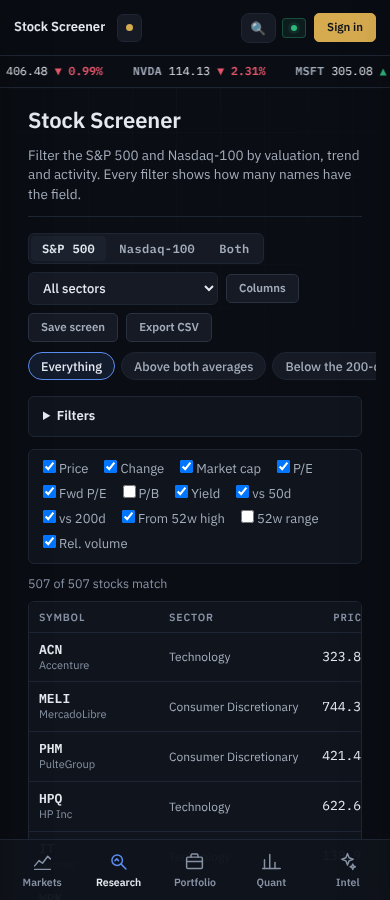 Stock Screener
Sign in
406.48 ▼ 0.99% NVDA 114.13 ▼ 2.31% MSFT 305.08 ▲
Stock Screener
Filter the S&P 500 and Nasdaq-100 by valuation, trend
and activity. Every filter shows how many names have
the field.
S&P 500 Nasdaq-100 Both
All sectors Columns
Save screen Export CSV
Everything Above both averages Below the 200-d
▶ Filters
Price Change Market cap P/E
Fwd P/E P/B Yield vs 50d
vs 200d From 52w high 52w range
Rel. volume
507 of 507 stocks match
SYMBOL SECTOR PRIC
ACN
Accenture
Technology 323.8
MELI
MercadoLibre
Consumer Discretionary 744.3
PHM
PulteGroup
Consumer Discretionary 421.4
HPQ
HP Inc
Technology 622.6
Markets Research Portfolio Quant Intel